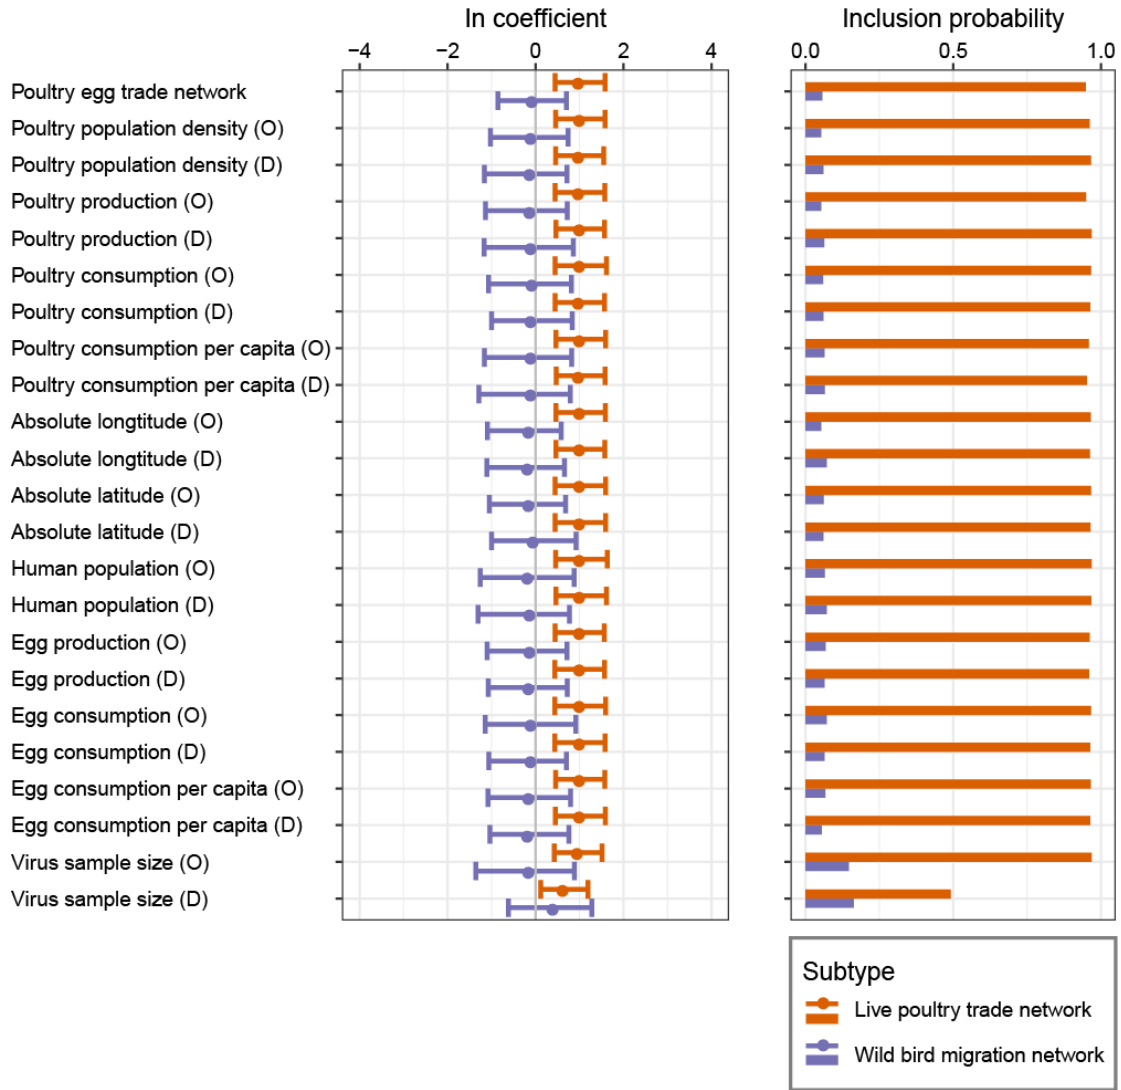 ln coefficient
Inclusion probability
−4 −2 0 2 4
0.0 0.5 1.0
Poultry egg trade network
Poultry population density (O)
Poultry population density (D)
Poultry production (O)
Poultry production (D)
Poultry consumption (O)
Poultry consumption (D)
Poultry consumption per capita (O)
Poultry consumption per capita (D)
Absolute longtitude (O)
Absolute longtitude (D)
Absolute latitude (O)
Absolute latitude (D)
Human population (O)
Human population (D)
Egg production (O)
Egg production (D)
Egg consumption (O)
Egg consumption (D)
Egg consumption per capita (O)
Egg consumption per capita (D)
Virus sample size (O)
Virus sample size (D)
Subtype
Live poultry trade network
Wild bird migration network